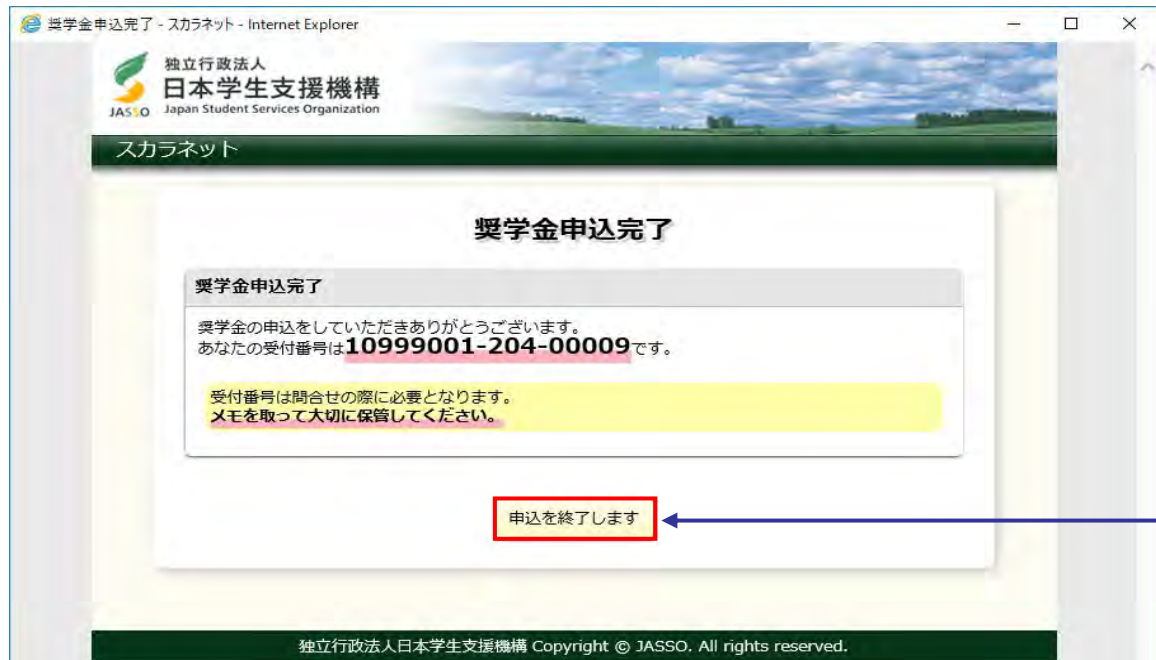 奨学金申込完了 - スカラネット - Internet Explorer
独立行政法人
日本学生支援機構
JASSO Japan Student Services Organization
スカラネット
奨学金申込完了
奨学金申込完了
奨学金の申込をしていただきありがとうございます。
あなたの受付番号は10999001-204-00009です。
受付番号は問合せの際に必要となります。
メモを取って大切に保管してください。
申込を終了します
独立行政法人日本学生支援機構 Copyright © JASSO. All rights reserved.